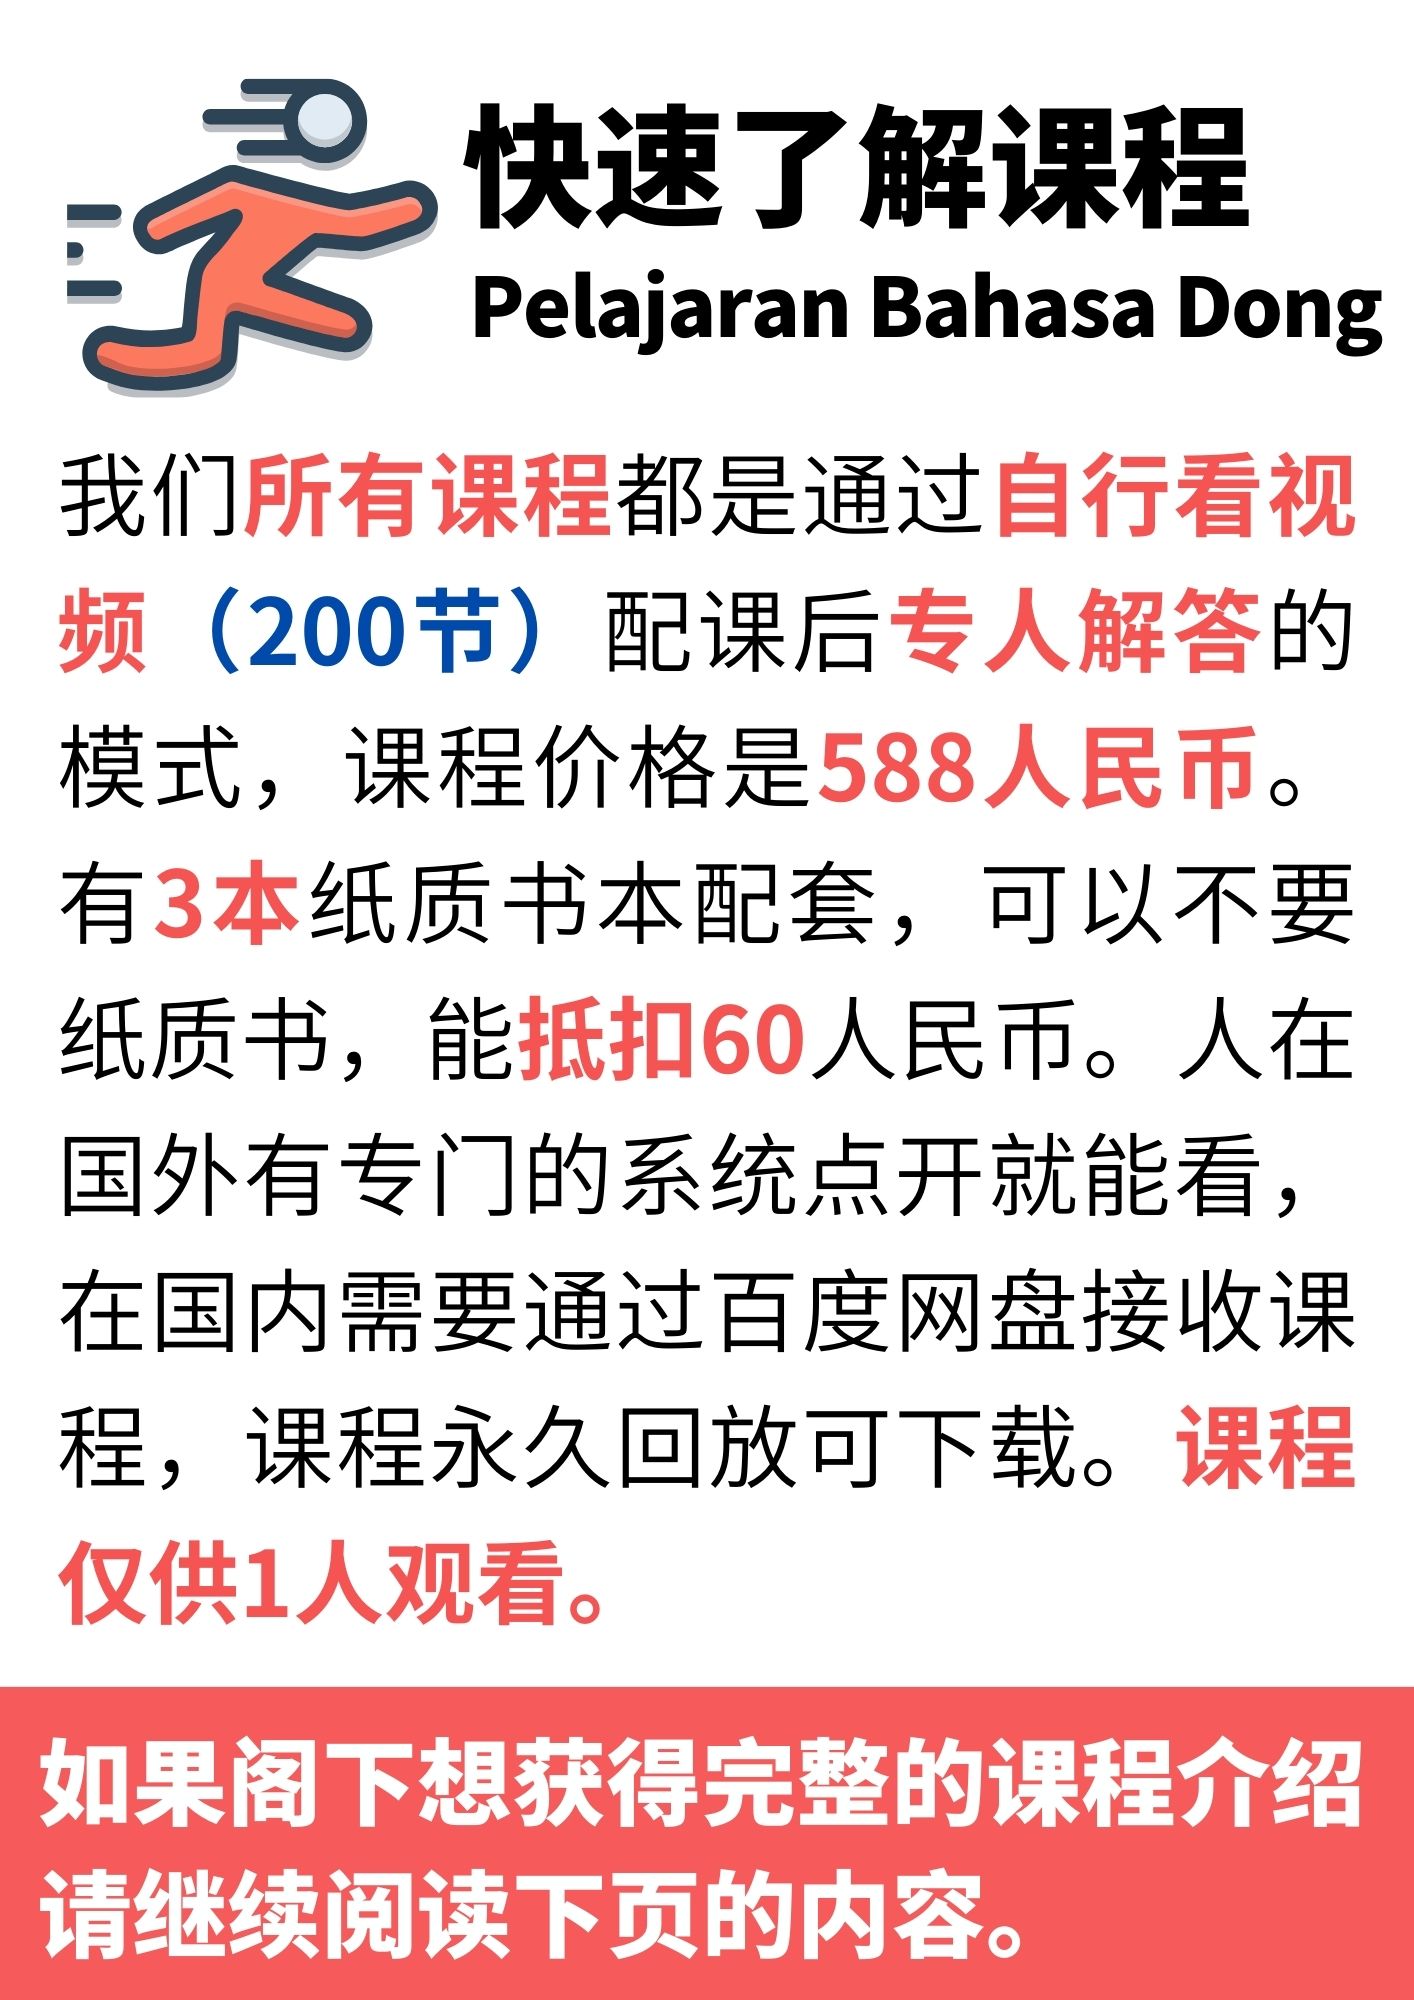 快速了解课程
Pelajaran Bahasa Dong
我们所有课程都是通过自行看视
频（200节）配课后专人解答的
模式，课程价格是588人民币。
有3本纸质书本配套，可以不要
纸质书，能抵扣60人民币。人在
国外有专门的系统点开就能看，
在国内需要通过百度网盘接收课
程，课程永久回放可下载。课程
仅供1人观看。
如果阁下想获得完整的课程介绍
请继续阅读下页的内容。